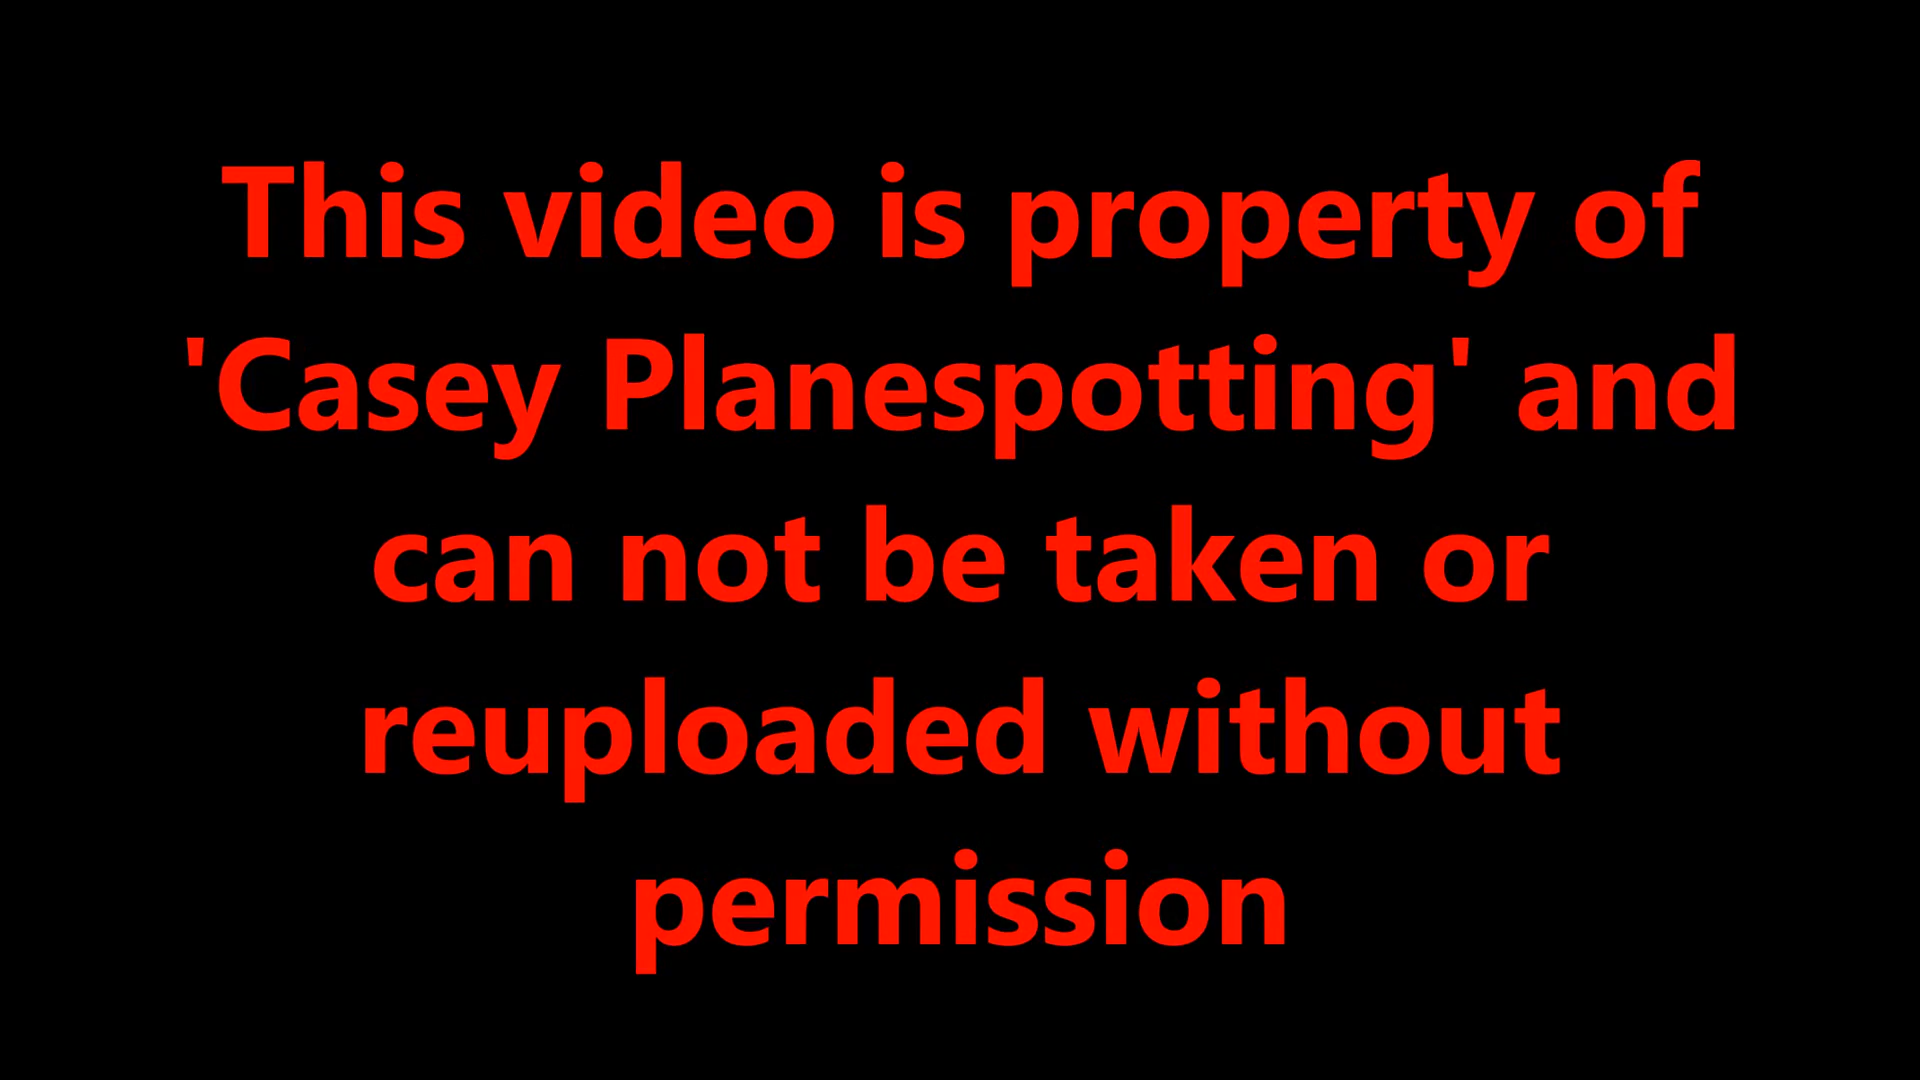 This video is property of
'Casey Planespotting' and
can not be taken or
reuploaded without
permission